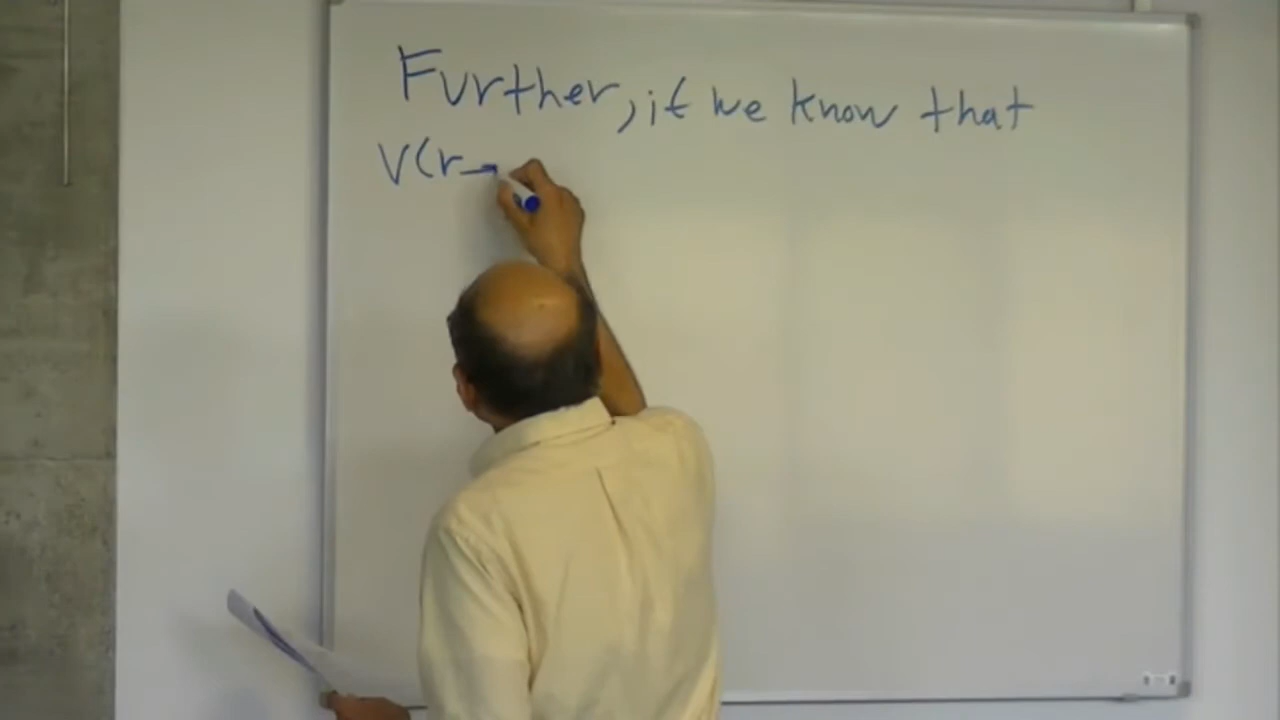 Further, if we know that
V(r→